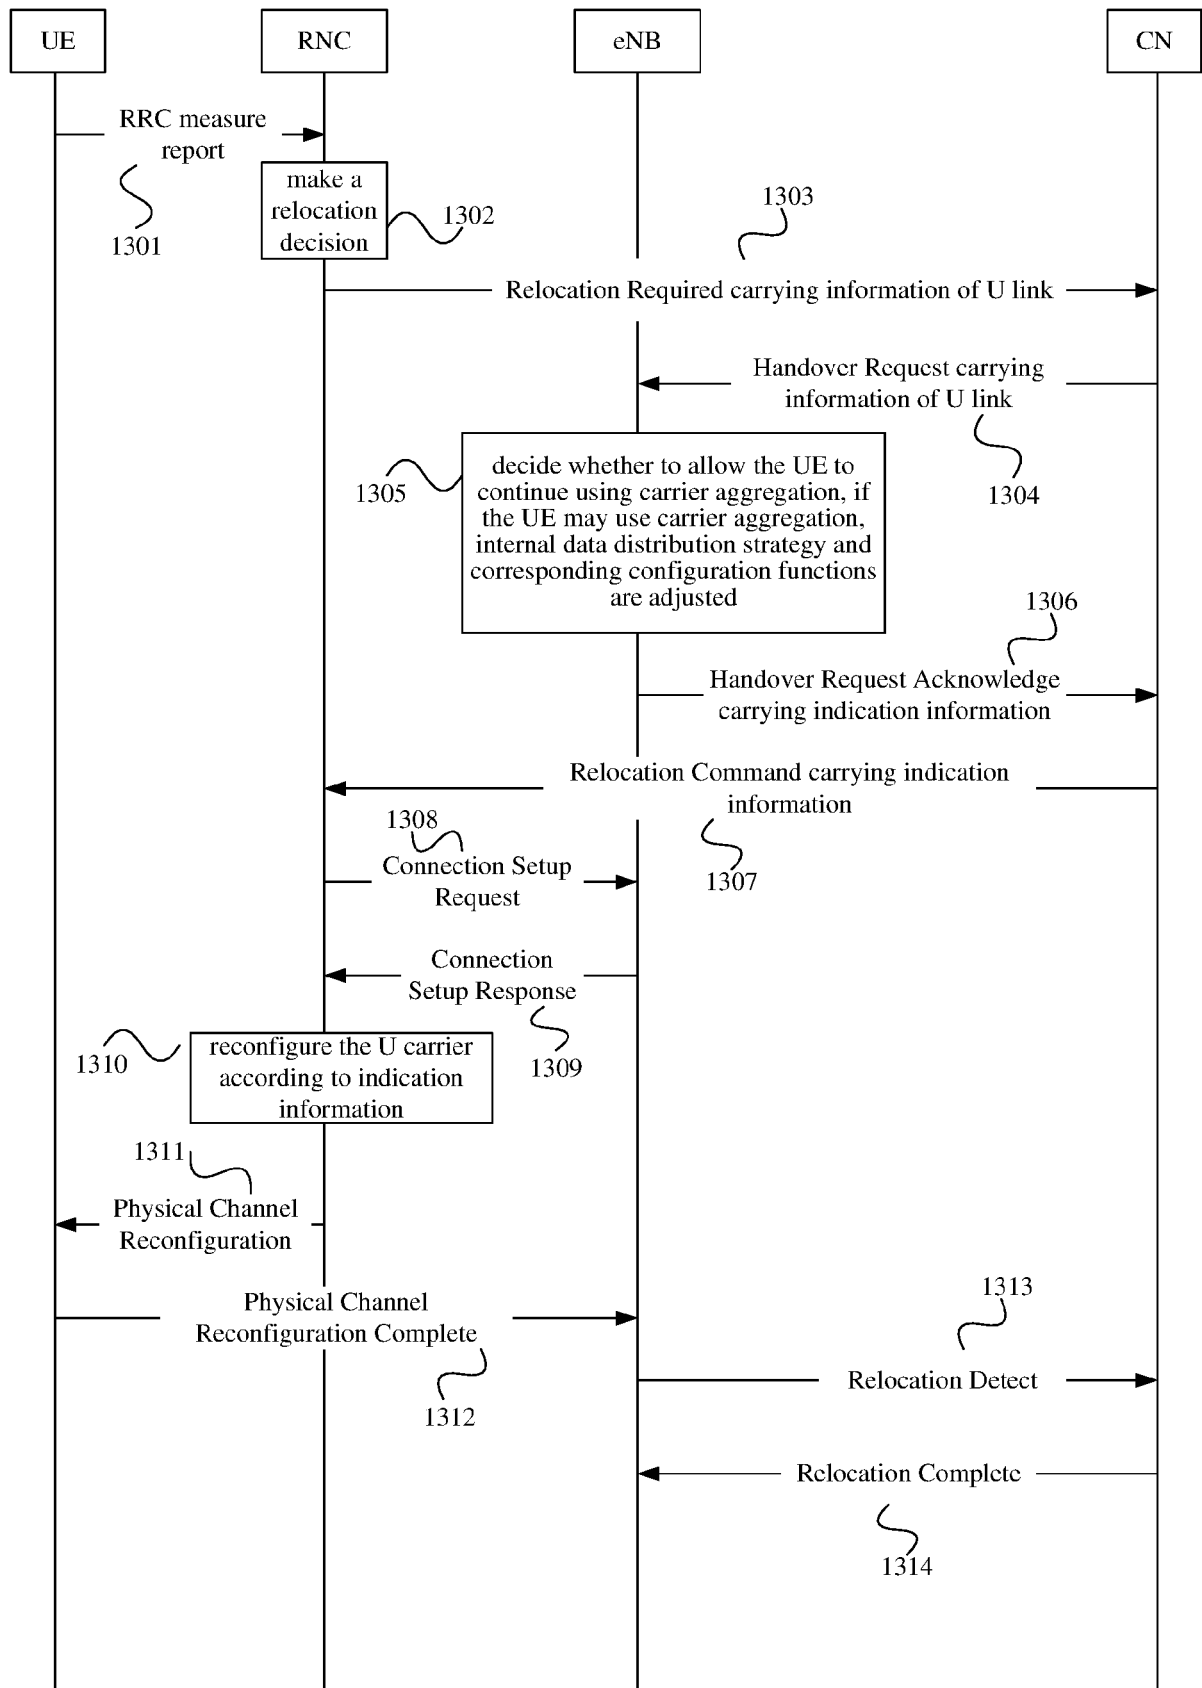 UE
RNC
eNB
CN
RRC measure
report
1301
make a
relocation
decision
1302
1303
Relocation Required carrying information of U link
Handover Request carrying
information of U link
1304
1305
decide whether to allow the UE to
continue using carrier aggregation, if
the UE may use carrier aggregation,
internal data distribution strategy and
corresponding configuration functions
are adjusted
1306
Handover Request Acknowledge
carrying indication information
Relocation Command carrying indication
information
1307
1308
Connection Setup
Request
Connection
Setup Response
1309
1310
reconfigure the U carrier
according to indication
information
1311
Physical Channel
Reconfiguration
Physical Channel
Reconfiguration Complete
1312
1313
Relocation Detect
Relocation Complete
1314